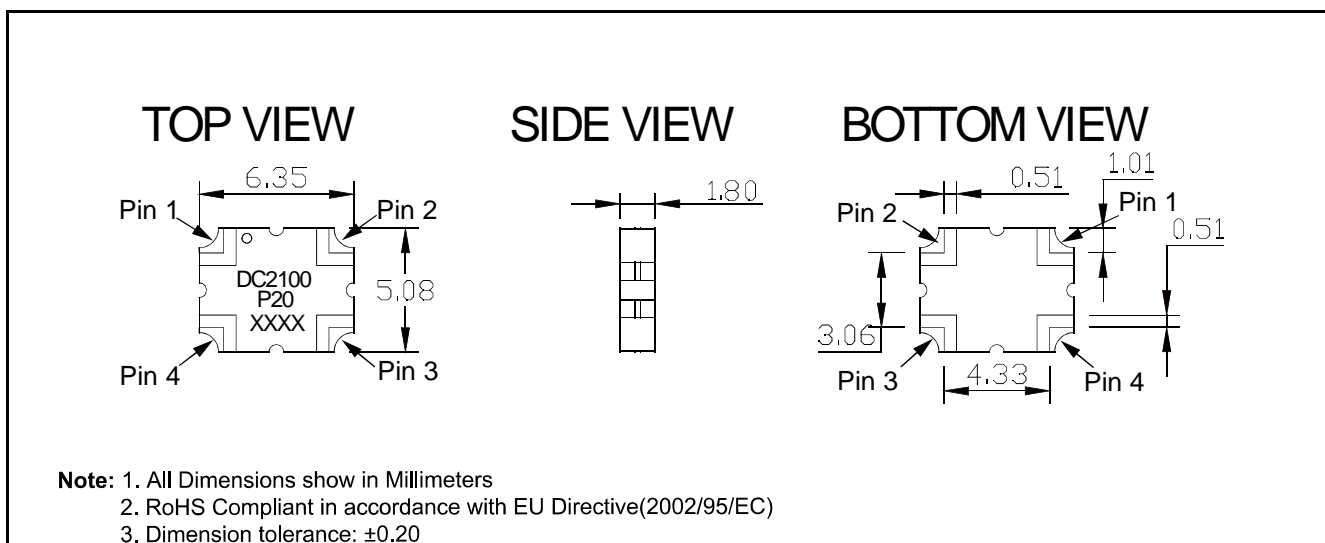 TOP VIEW
SIDE VIEW
BOTTOM VIEW
6.35
Pin 1
Pin 2
DC2100
P20
XXXX
5.08
Pin 4
Pin 3
1.80
0.51
1.01
Pin 2
Pin 1
0.51
3.06
Pin 3
4.33
Pin 4
Note: 1. All Dimensions show in Millimeters
2. RoHS Compliant in accordance with EU Directive(2002/95/EC)
3. Dimension tolerance: ±0.20